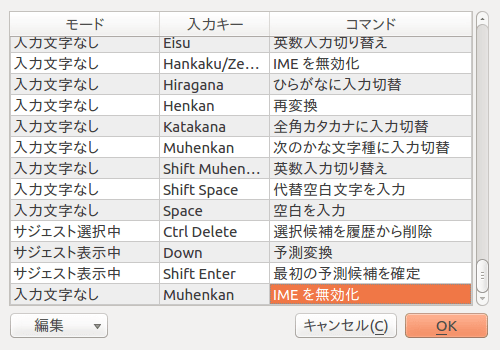 モード 入力キー コマンド
入力文字なし Eisu 英数入力切り替え
入力文字なし Hankaku/Ze... IME を無効化
入力文字なし Hiragana ひらがなに入力切替
入力文字なし Henkan 再変換
入力文字なし Katakana 全角カタカナに入力切替
入力文字なし Muhenkan 次のかな文字種に入力切替
入力文字なし Shift Muhen... 英数入力切り替え
入力文字なし Shift Space 代替空白文字を入力
入力文字なし Space 空白を入力
サジェスト選択中 Ctrl Delete 選択候補を履歴から削除
サジェスト表示中 Down 予測変換
サジェスト表示中 Shift Enter 最初の予測候補を確定
入力文字なし Muhenkan IME を無効化
編集 キャンセル(C) OK